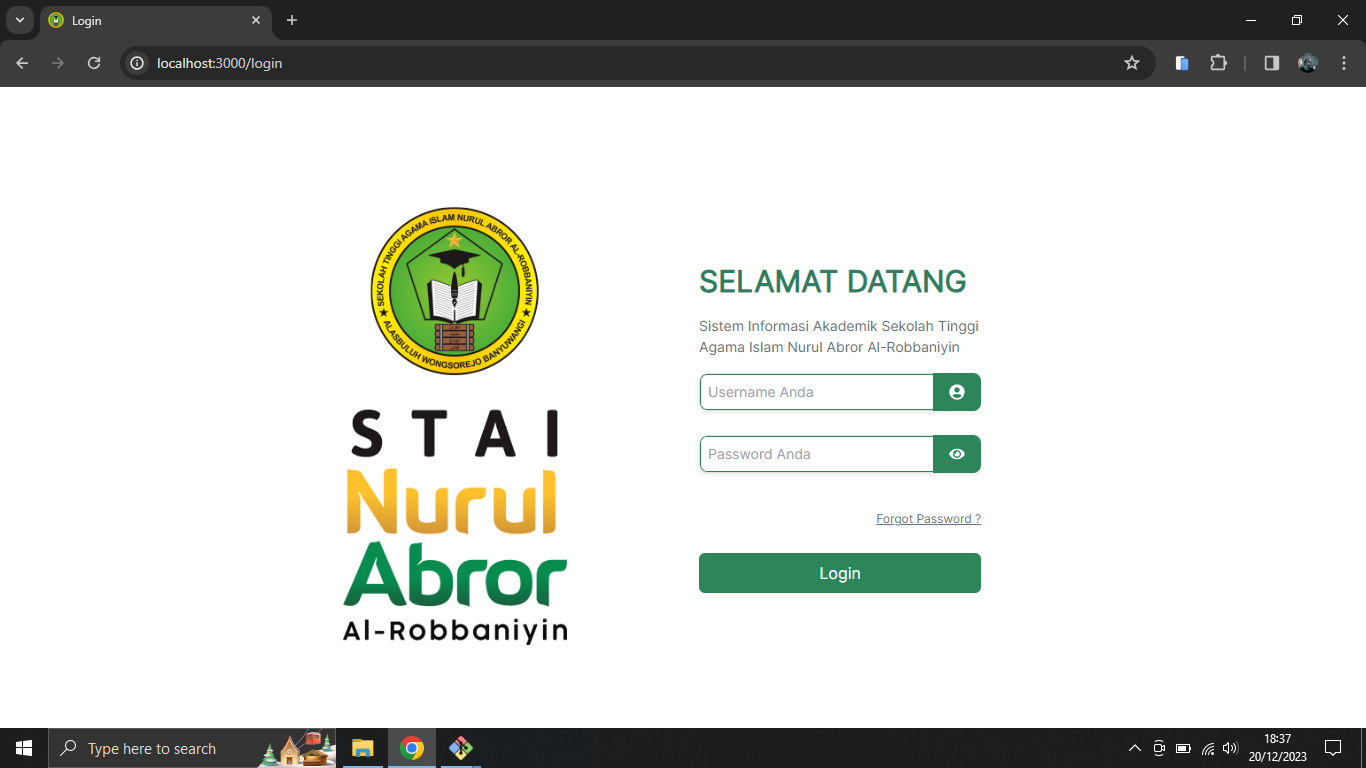 Login
localhost:3000/login
SEKOLAH TINGGI AGAMA ISLAM NURUL ABROR AL-ROBBANIYIN
ALASBULUH WONGSOREJO BANYUWANGI
STAI
Nurul
Abror
Al-Robbaniyin
SELAMAT DATANG
Sistem Informasi Akademik Sekolah Tinggi
Agama Islam Nurul Abror Al-Robbaniyin
Username Anda
Password Anda
Forgot Password ?
Login
Type here to search
18:37
20/12/2023